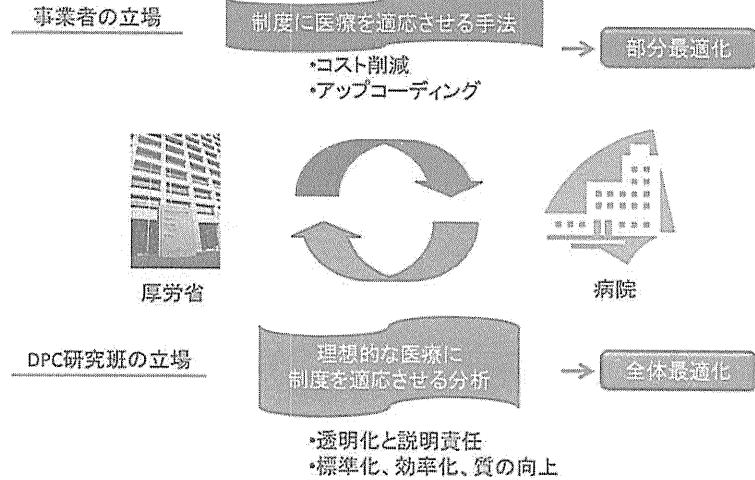 事業者の立場
制度に医療を適応させる手法
部分最適化
•コスト削減
•アップコーディング
厚労省
病院
DPC研究班の立場
理想的な医療に
制度を適応させる分析
全体最適化
•透明化と説明責任
•標準化、効率化、質の向上